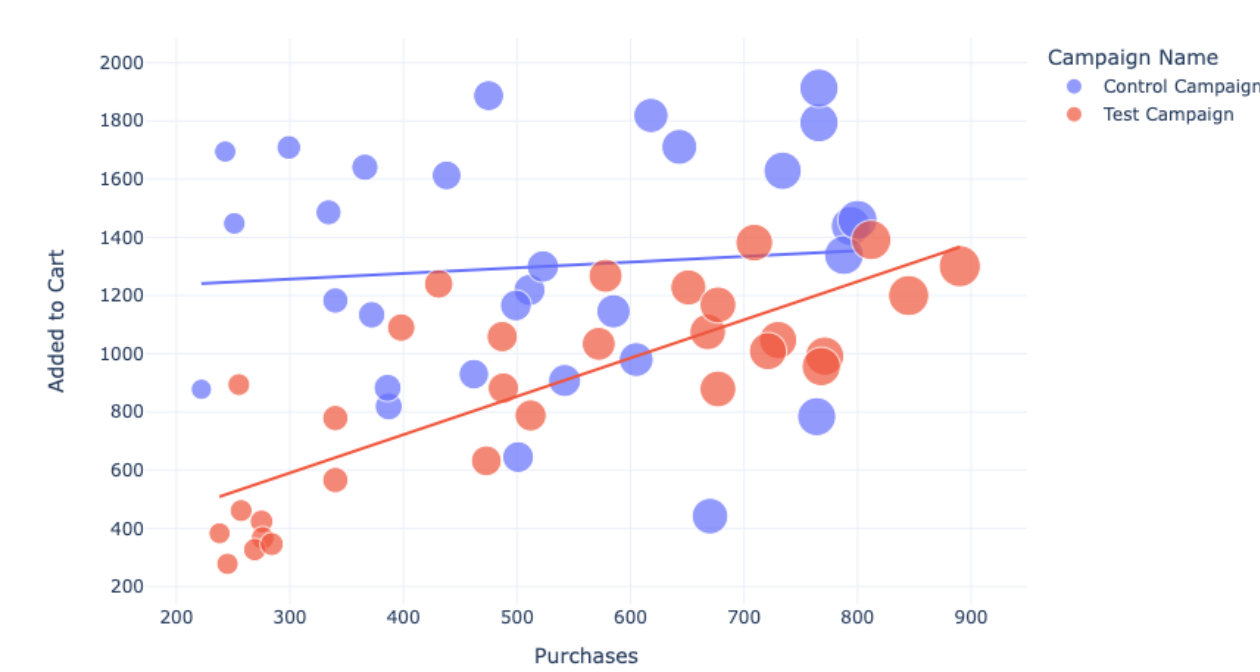 Added to Cart
2000
1800
1600
1400
1200
1000
800
600
400
200
200 300 400 500 600 700 800 900
Purchases
Campaign Name
Control Campaign
Test Campaign